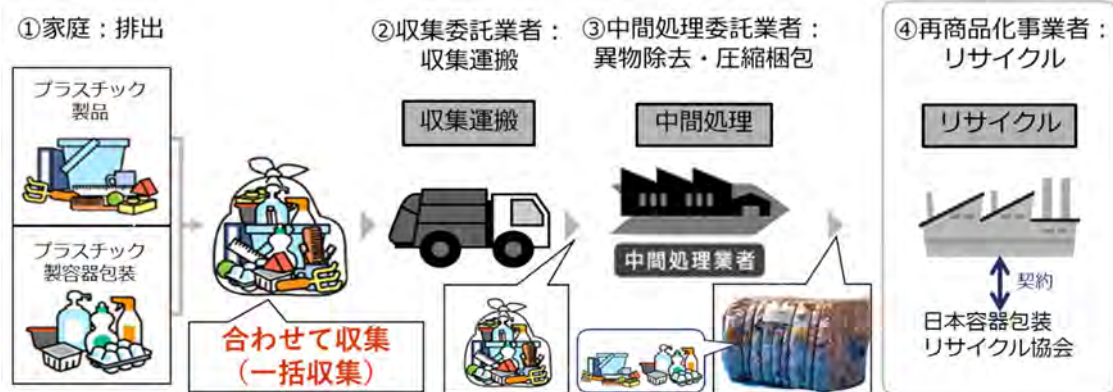 ①家庭：排出
プラスチック
製品
プラスチック
製容器包装
合わせて収集
（一括収集）
②収集委託業者：
収集運搬
収集運搬
③中間処理委託業者：
異物除去・圧縮梱包
中間処理
中間処理業者
④再商品化事業者：
リサイクル
リサイクル
契約
日本容器包装
リサイクル協会